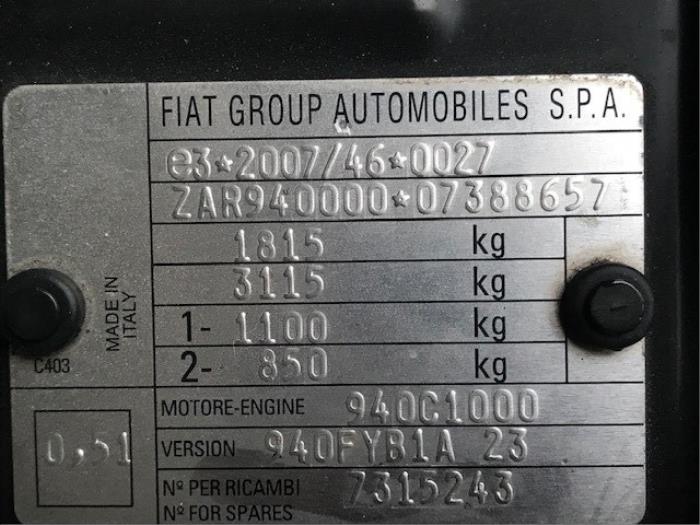 FIAT GROUP AUTOMOBILES S.P.A.
e3*2007/46*0027
ZAR940000*07388657
1815 kg
3115 kg
1- 1100 kg
2- 850 kg
MADE IN
ITALY
C403
MOTORE-ENGINE 940C1000
0,51
VERSION 940FYB1A 23
Nº PER RICAMBI 7315243
Nº FOR SPARES